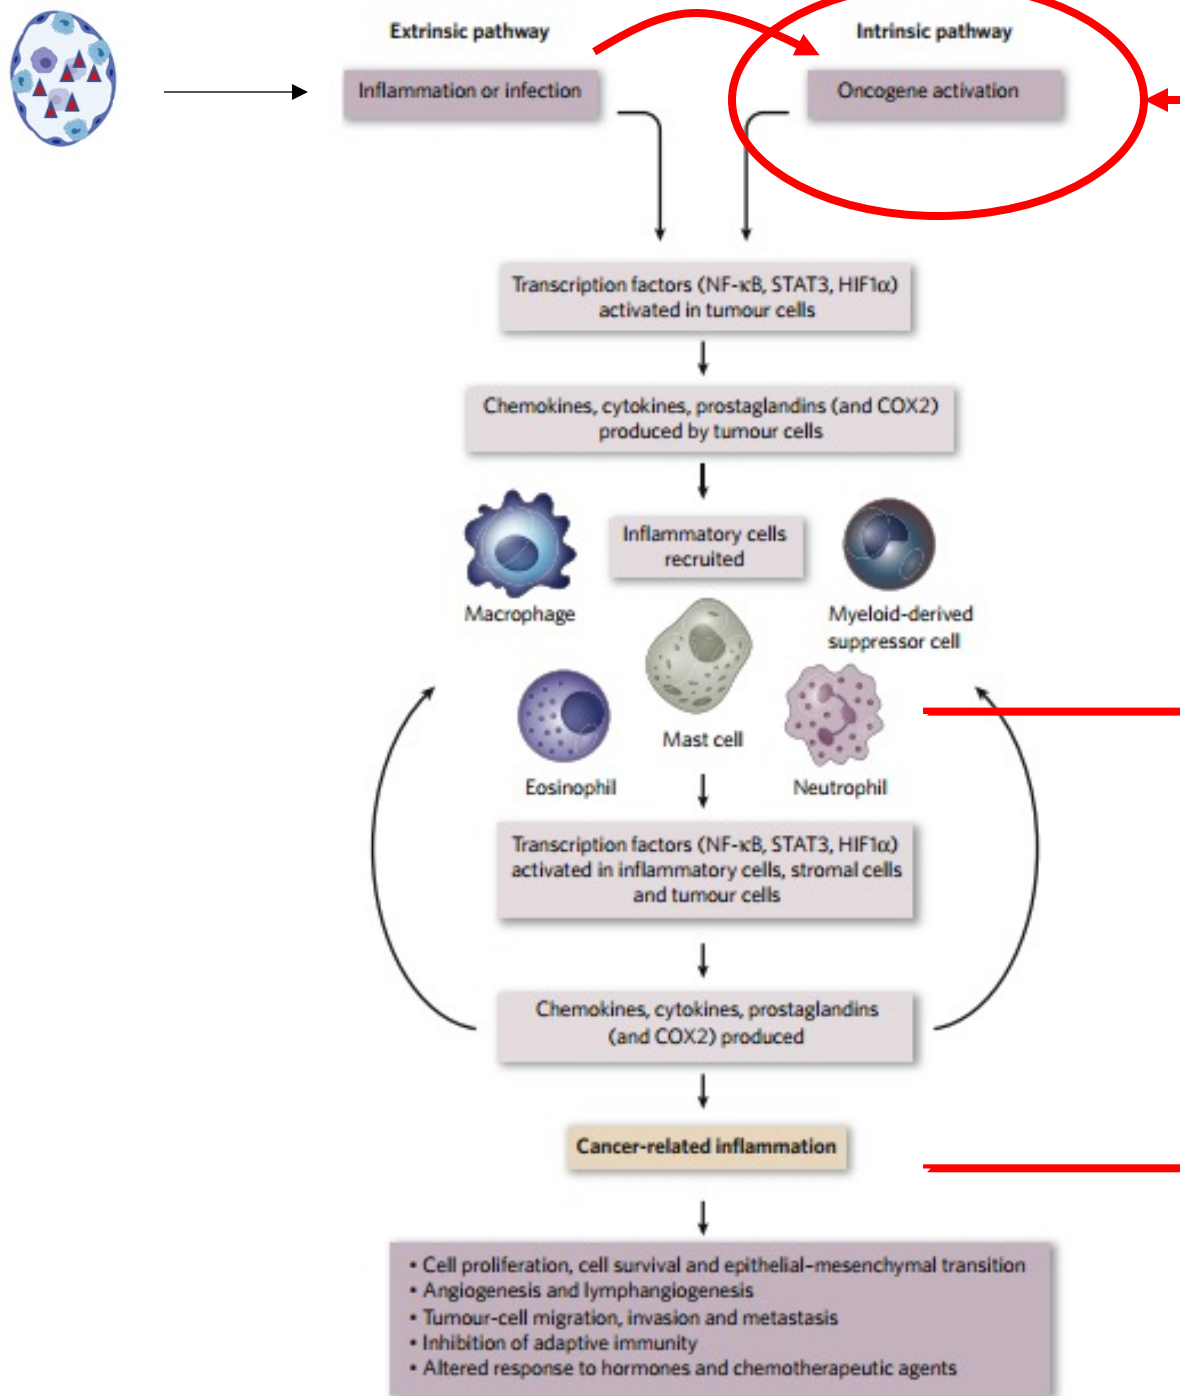 Extrinsic pathway
Intrinsic pathway
Inflammation or infection
Oncogene activation
Transcription factors (NF-κB, STAT3, HIF1α)
activated in tumour cells
Chemokines, cytokines, prostaglandins (and COX2)
produced by tumour cells
Inflammatory cells
recruited
Macrophage
Myeloid-derived
suppressor cell
Mast cell
Eosinophil
Neutrophil
Transcription factors (NF-κB, STAT3, HIF1α)
activated in inflammatory cells, stromal cells
and tumour cells
Chemokines, cytokines, prostaglandins
(and COX2) produced
Cancer-related inflammation
• Cell proliferation, cell survival and epithelial–mesenchymal transition
• Angiogenesis and lymphangiogenesis
• Tumour-cell migration, invasion and metastasis
• Inhibition of adaptive immunity
• Altered response to hormones and chemotherapeutic agents